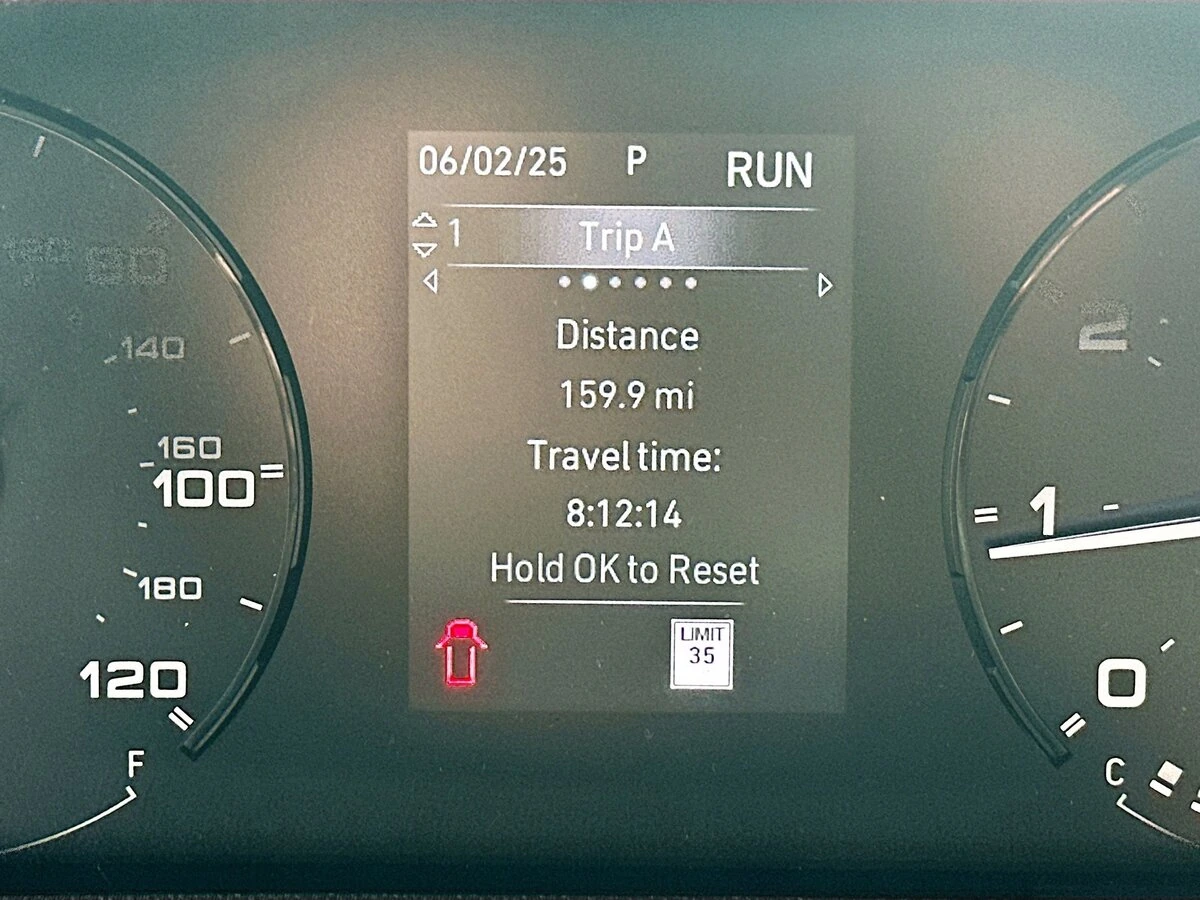 06/02/25 P RUN
1 Trip A
Distance
159.9 mi
Travel time:
8:12:14
Hold OK to Reset
LIMIT
35
80
140
160
100
180
120
F
2
1
0
C